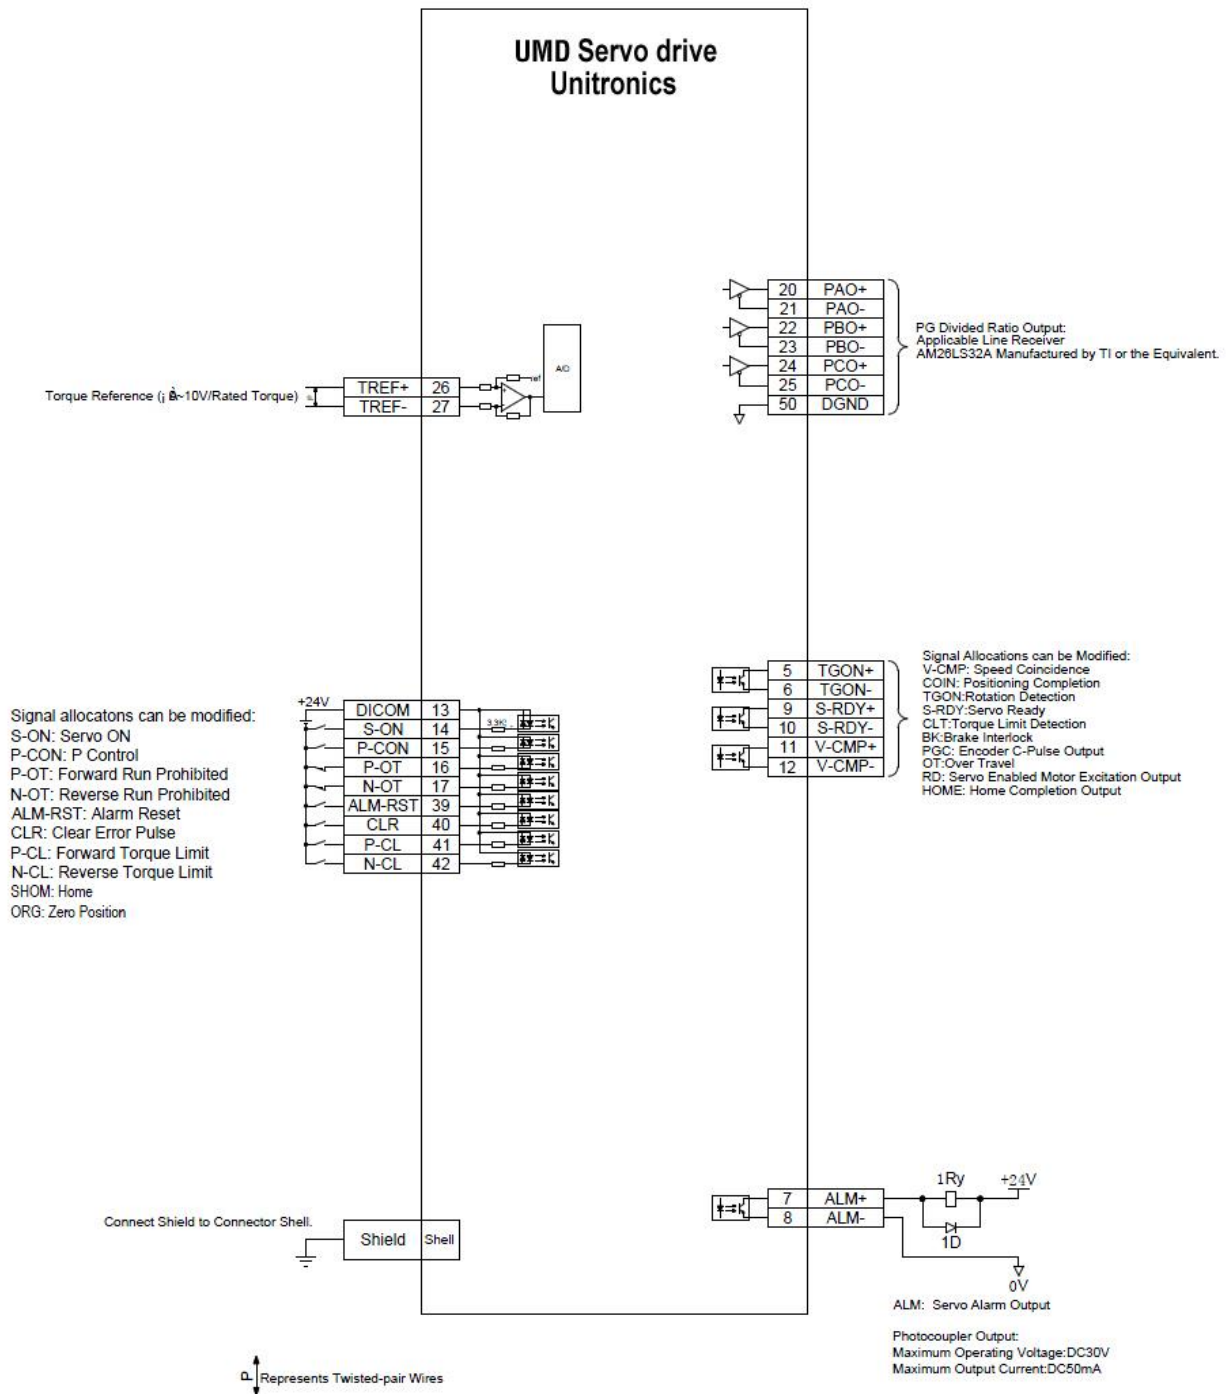 UMD Servo drive
Unitronics
20 PAO+
21 PAO-
22 PBO+
23 PBO-
24 PCO+
25 PCO-
50 DGND
PG Divided Ratio Output:
Applicable Line Receiver
AM26LS32A Manufactured by TI or the Equivalent.
Torque Reference (¡À~10V/Rated Torque)
P
TREF+ 26
TREF- 27
ref
A/D
Signal allocatons can be modified:
S-ON: Servo ON
P-CON: P Control
P-OT: Forward Run Prohibited
N-OT: Reverse Run Prohibited
ALM-RST: Alarm Reset
CLR: Clear Error Pulse
P-CL: Forward Torque Limit
N-CL: Reverse Torque Limit
SHOM: Home
ORG: Zero Position
+24V
DICOM 13
S-ON 14
P-CON 15
P-OT 16
N-OT 17
ALM-RST 39
CLR 40
P-CL 41
N-CL 42
5 TGON+
6 TGON-
9 S-RDY+
10 S-RDY-
11 V-CMP+
12 V-CMP-
Signal Allocations can be Modified:
V-CMP: Speed Coincidence
COIN: Positioning Completion
TGON:Rotation Detection
S-RDY:Servo Ready
CLT:Torque Limit Detection
BK:Brake Interlock
PGC: Encoder C-Pulse Output
OT:Over Travel
RD: Servo Enabled Motor Excitation Output
HOME: Home Completion Output
Connect Shield to Connector Shell.
Shield Shell
7 ALM+
8 ALM-
1Ry
+24V
1D
0V
ALM: Servo Alarm Output
Photocoupler Output:
Maximum Operating Voltage:DC30V
Maximum Output Current:DC50mA
P Represents Twisted-pair Wires